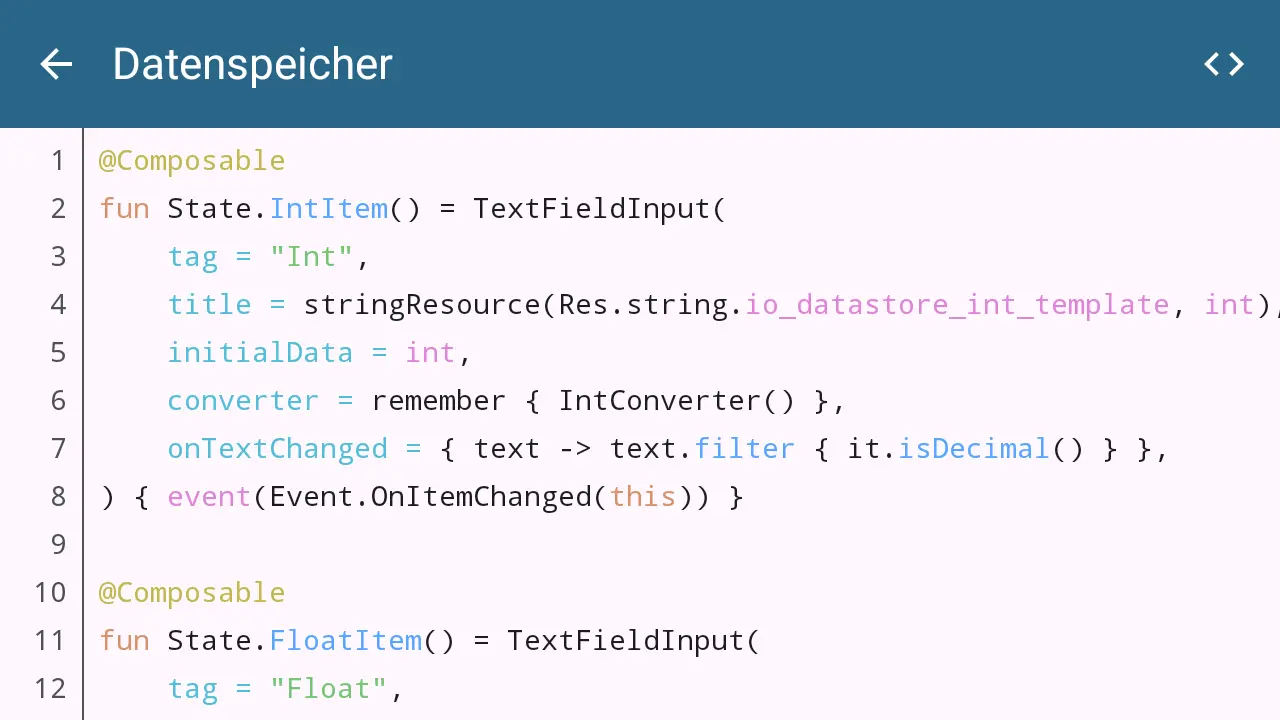 Datenspeicher
1 @Composable
2 fun State.IntItem() = TextFieldInput(
3     tag = "Int",
4     title = stringResource(Res.string.io_datastore_int_template, int),
5     initialData = int,
6     converter = remember { IntConverter() },
7     onTextChanged = { text -> text.filter { it.isDecimal() } },
8 ) { event(Event.OnItemChanged(this)) }
9
10 @Composable
11 fun State.FloatItem() = TextFieldInput(
12     tag = "Float",